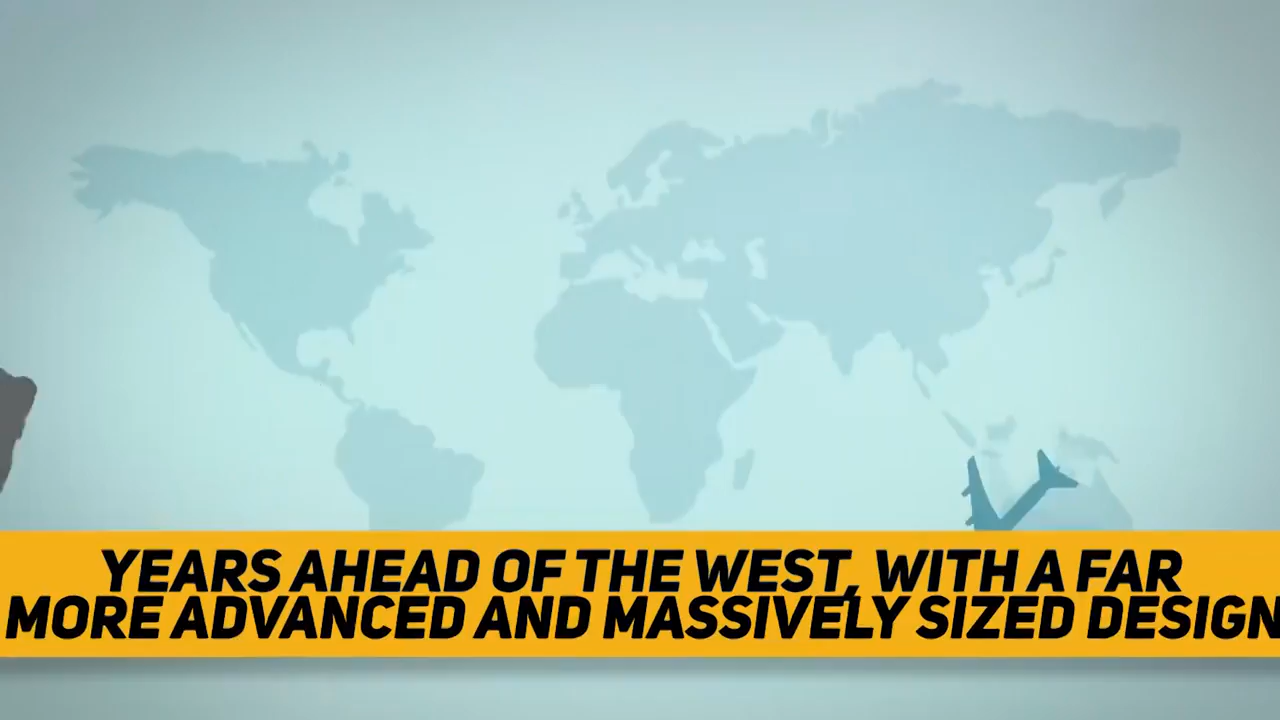 YEARS AHEAD OF THE WEST, WITH A FAR
MORE ADVANCED AND MASSIVELY SIZED DESIGN